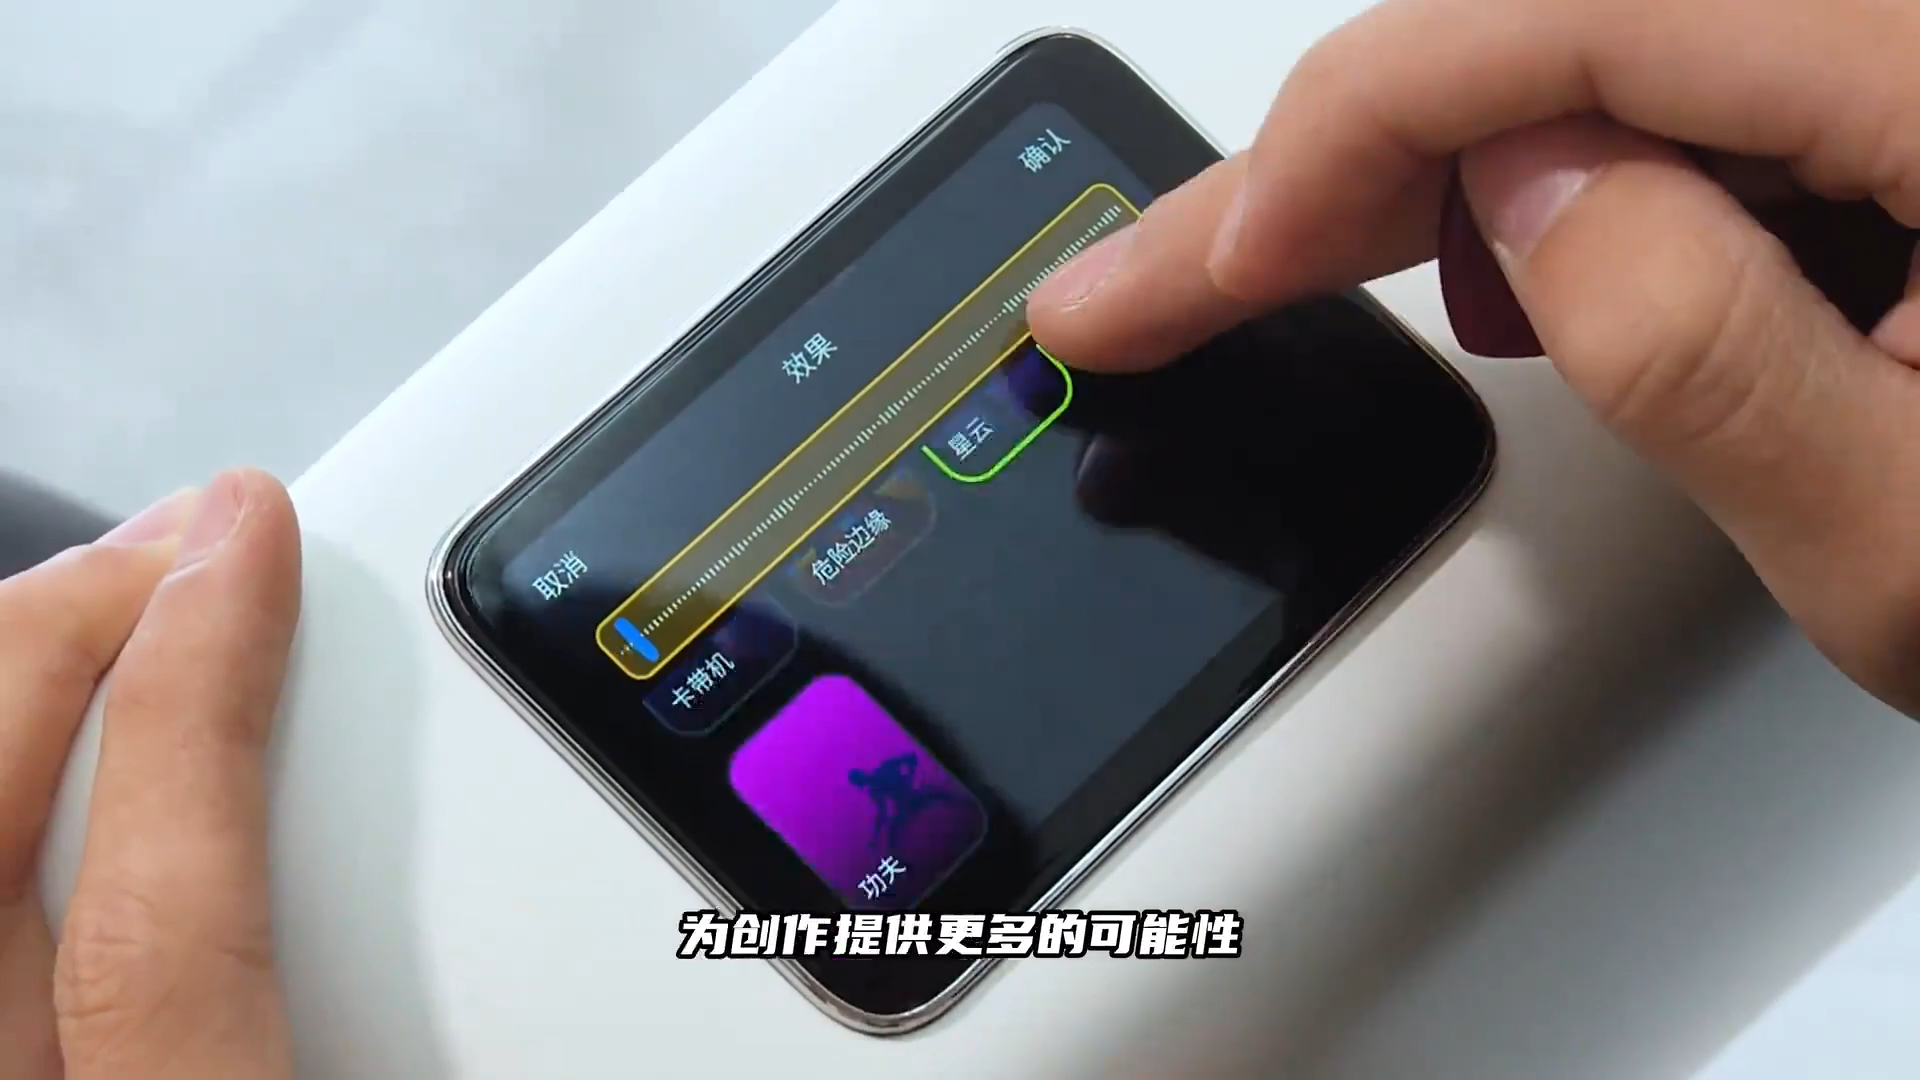 取消
效果
确认
卡带机
危险边缘
星云
功夫
为创作提供更多的可能性